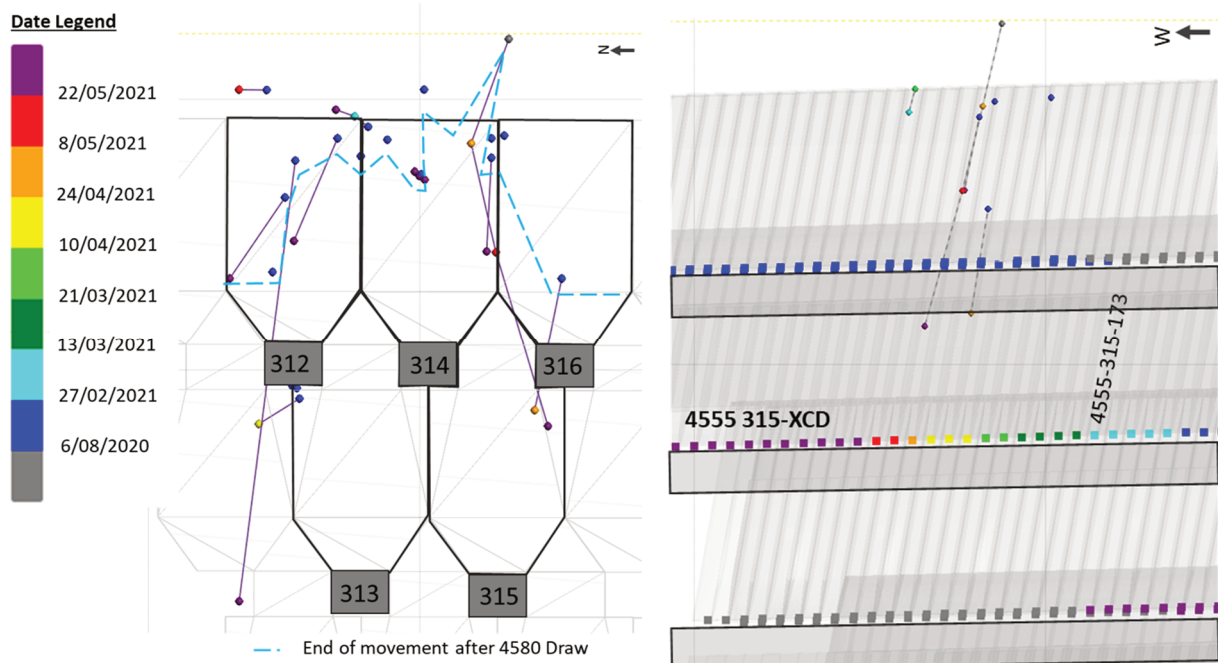 Date Legend
22/05/2021
8/05/2021
24/04/2021
10/04/2021
21/03/2021
13/03/2021
27/02/2021
6/08/2020
N
312
314
316
313
315
End of movement after 4580 Draw
W
4555-315-173
4555 315-XCD